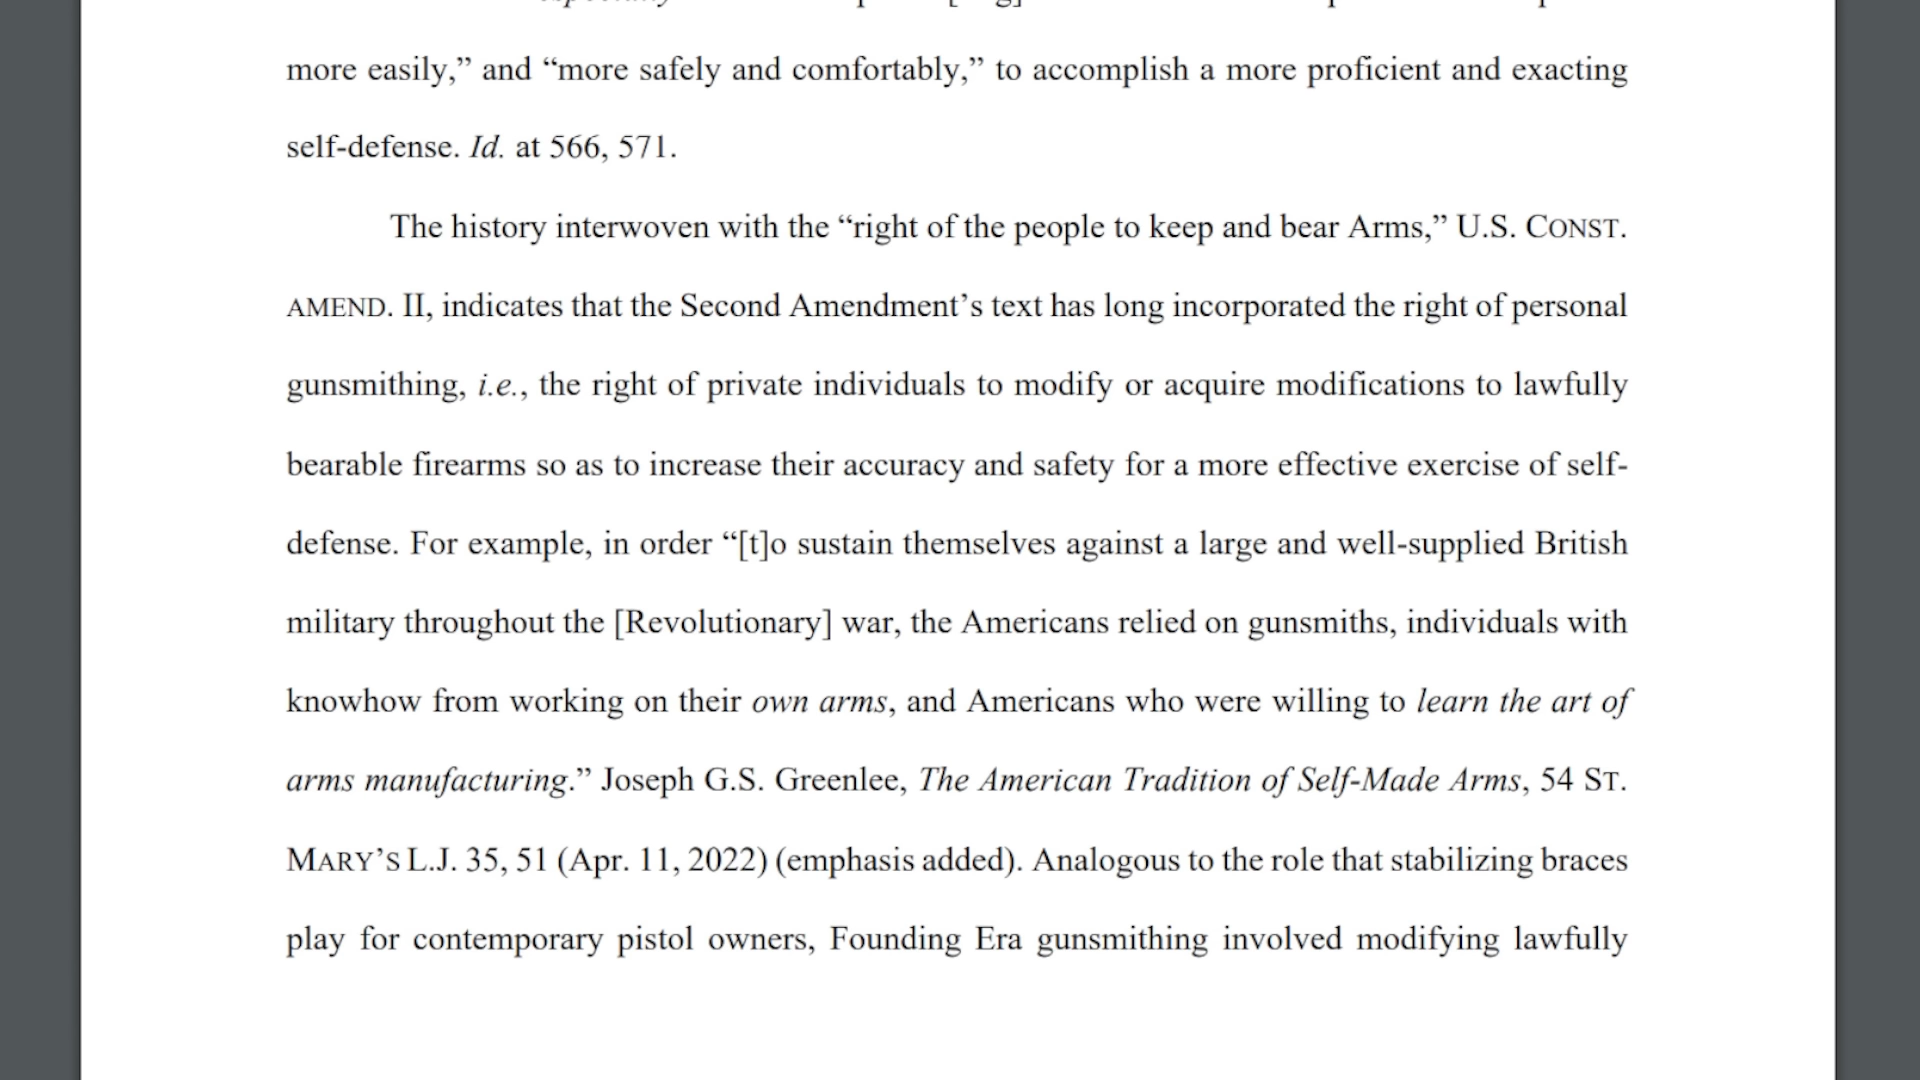 more easily,” and “more safely and comfortably,” to accomplish a more proficient and exacting
self-defense. Id. at 566, 571.
The history interwoven with the “right of the people to keep and bear Arms,” U.S. CONST.
AMEND. II, indicates that the Second Amendment’s text has long incorporated the right of personal
gunsmithing, i.e., the right of private individuals to modify or acquire modifications to lawfully
bearable firearms so as to increase their accuracy and safety for a more effective exercise of self-
defense. For example, in order “[t]o sustain themselves against a large and well-supplied British
military throughout the [Revolutionary] war, the Americans relied on gunsmiths, individuals with
knowhow from working on their own arms, and Americans who were willing to learn the art of
arms manufacturing.” Joseph G.S. Greenlee, The American Tradition of Self-Made Arms, 54 ST.
MARY’S L.J. 35, 51 (Apr. 11, 2022) (emphasis added). Analogous to the role that stabilizing braces
play for contemporary pistol owners, Founding Era gunsmithing involved modifying lawfully